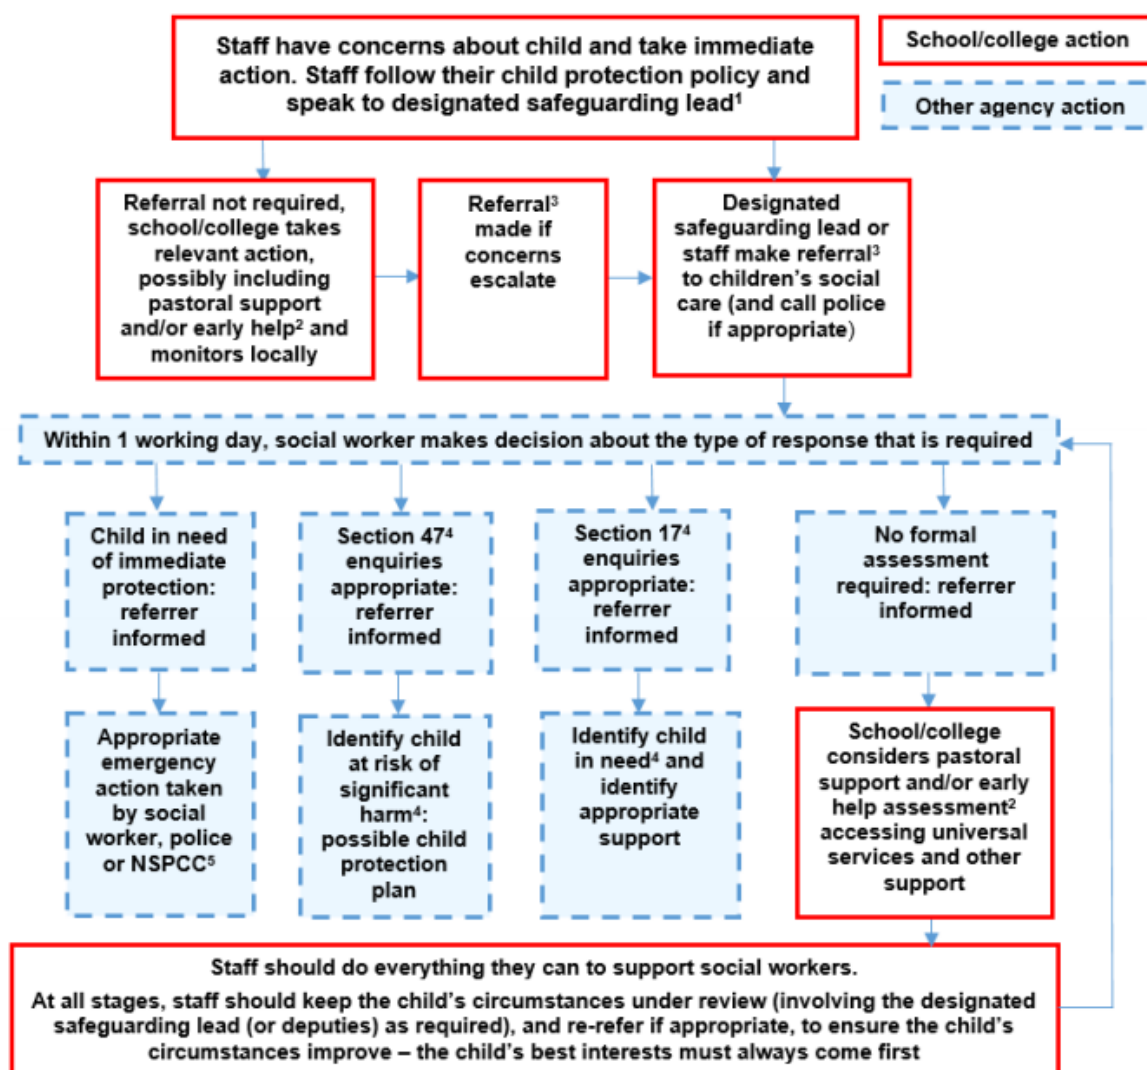 Staff have concerns about child and take immediate
action. Staff follow their child protection policy and
speak to designated safeguarding lead¹
School/college action
Other agency action
Referral not required,
school/college takes
relevant action,
possibly including
pastoral support
and/or early help² and
monitors locally
Referral³
made if
concerns
escalate
Designated
safeguarding lead or
staff make referral³
to children's social
care (and call police
if appropriate)
Within 1 working day, social worker makes decision about the type of response that is required
Child in need
of immediate
protection:
referrer
informed
Section 47⁴
enquiries
appropriate:
referrer
informed
Section 17⁴
enquiries
appropriate:
referrer
informed
No formal
assessment
required: referrer
informed
Appropriate
emergency
action taken
by social
worker, police
or NSPCC⁵
Identify child
at risk of
significant
harm⁴:
possible child
protection
plan
Identify child
in need⁴ and
identify
appropriate
support
School/college
considers pastoral
support and/or early
help assessment²
accessing universal
services and other
support
Staff should do everything they can to support social workers.
At all stages, staff should keep the child's circumstances under review (involving the designated
safeguarding lead (or deputies) as required), and re-refer if appropriate, to ensure the child's
circumstances improve – the child's best interests must always come first